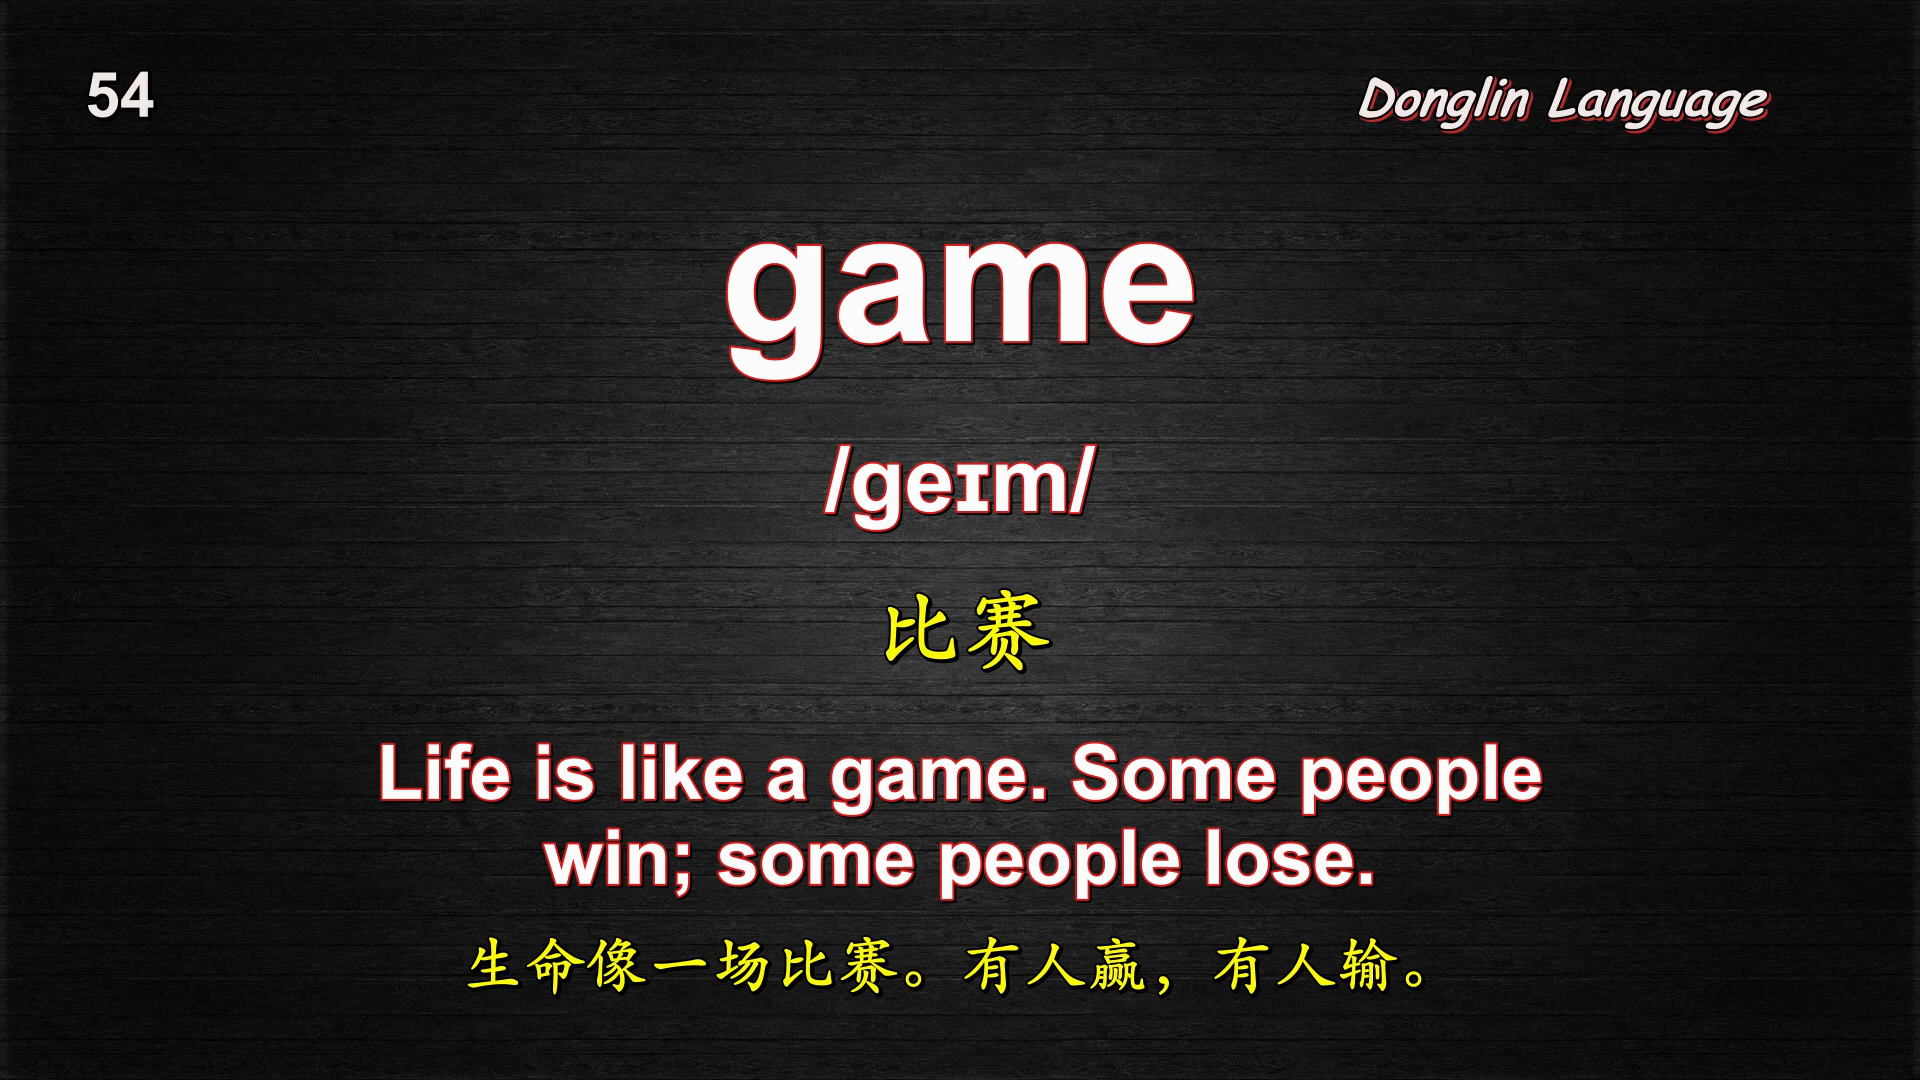 54
Donglin Language
game
/geɪm/
比赛
Life is like a game. Some people
win; some people lose.
生命像一场比赛。有人赢，有人输。